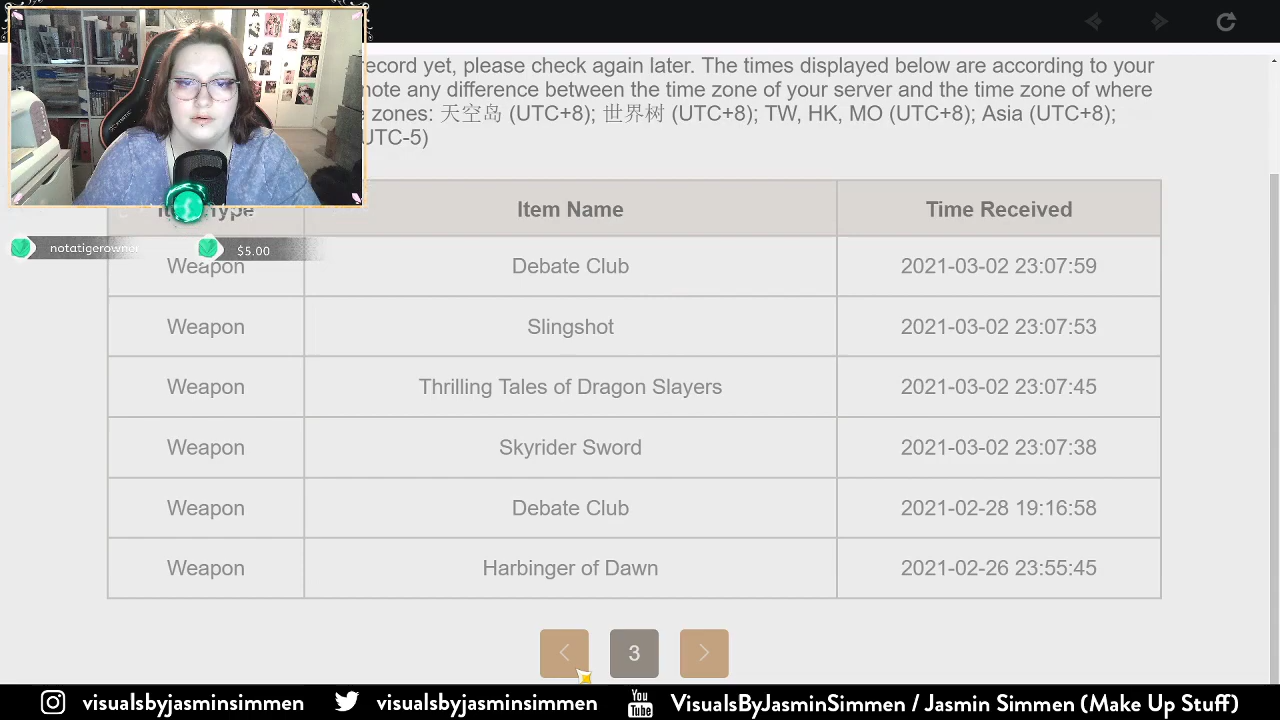 ecord yet, please check again later. The times displayed below are according to your
note any difference between the time zone of your server and the time zone of where
zones: 天空岛 (UTC+8); 世界树 (UTC+8); TW, HK, MO (UTC+8); Asia (UTC+8);
UTC-5)
Item Type Item Name Time Received
notatigerowner $5.00
Weapon Debate Club 2021-03-02 23:07:59
Weapon Slingshot 2021-03-02 23:07:53
Weapon Thrilling Tales of Dragon Slayers 2021-03-02 23:07:45
Weapon Skyrider Sword 2021-03-02 23:07:38
Weapon Debate Club 2021-02-28 19:16:58
Weapon Harbinger of Dawn 2021-02-26 23:55:45
3
visualsbyjasminsimmen visualsbyjasminsimmen You Tube VisualsByJasminSimmen / Jasmin Simmen (Make Up Stuff)